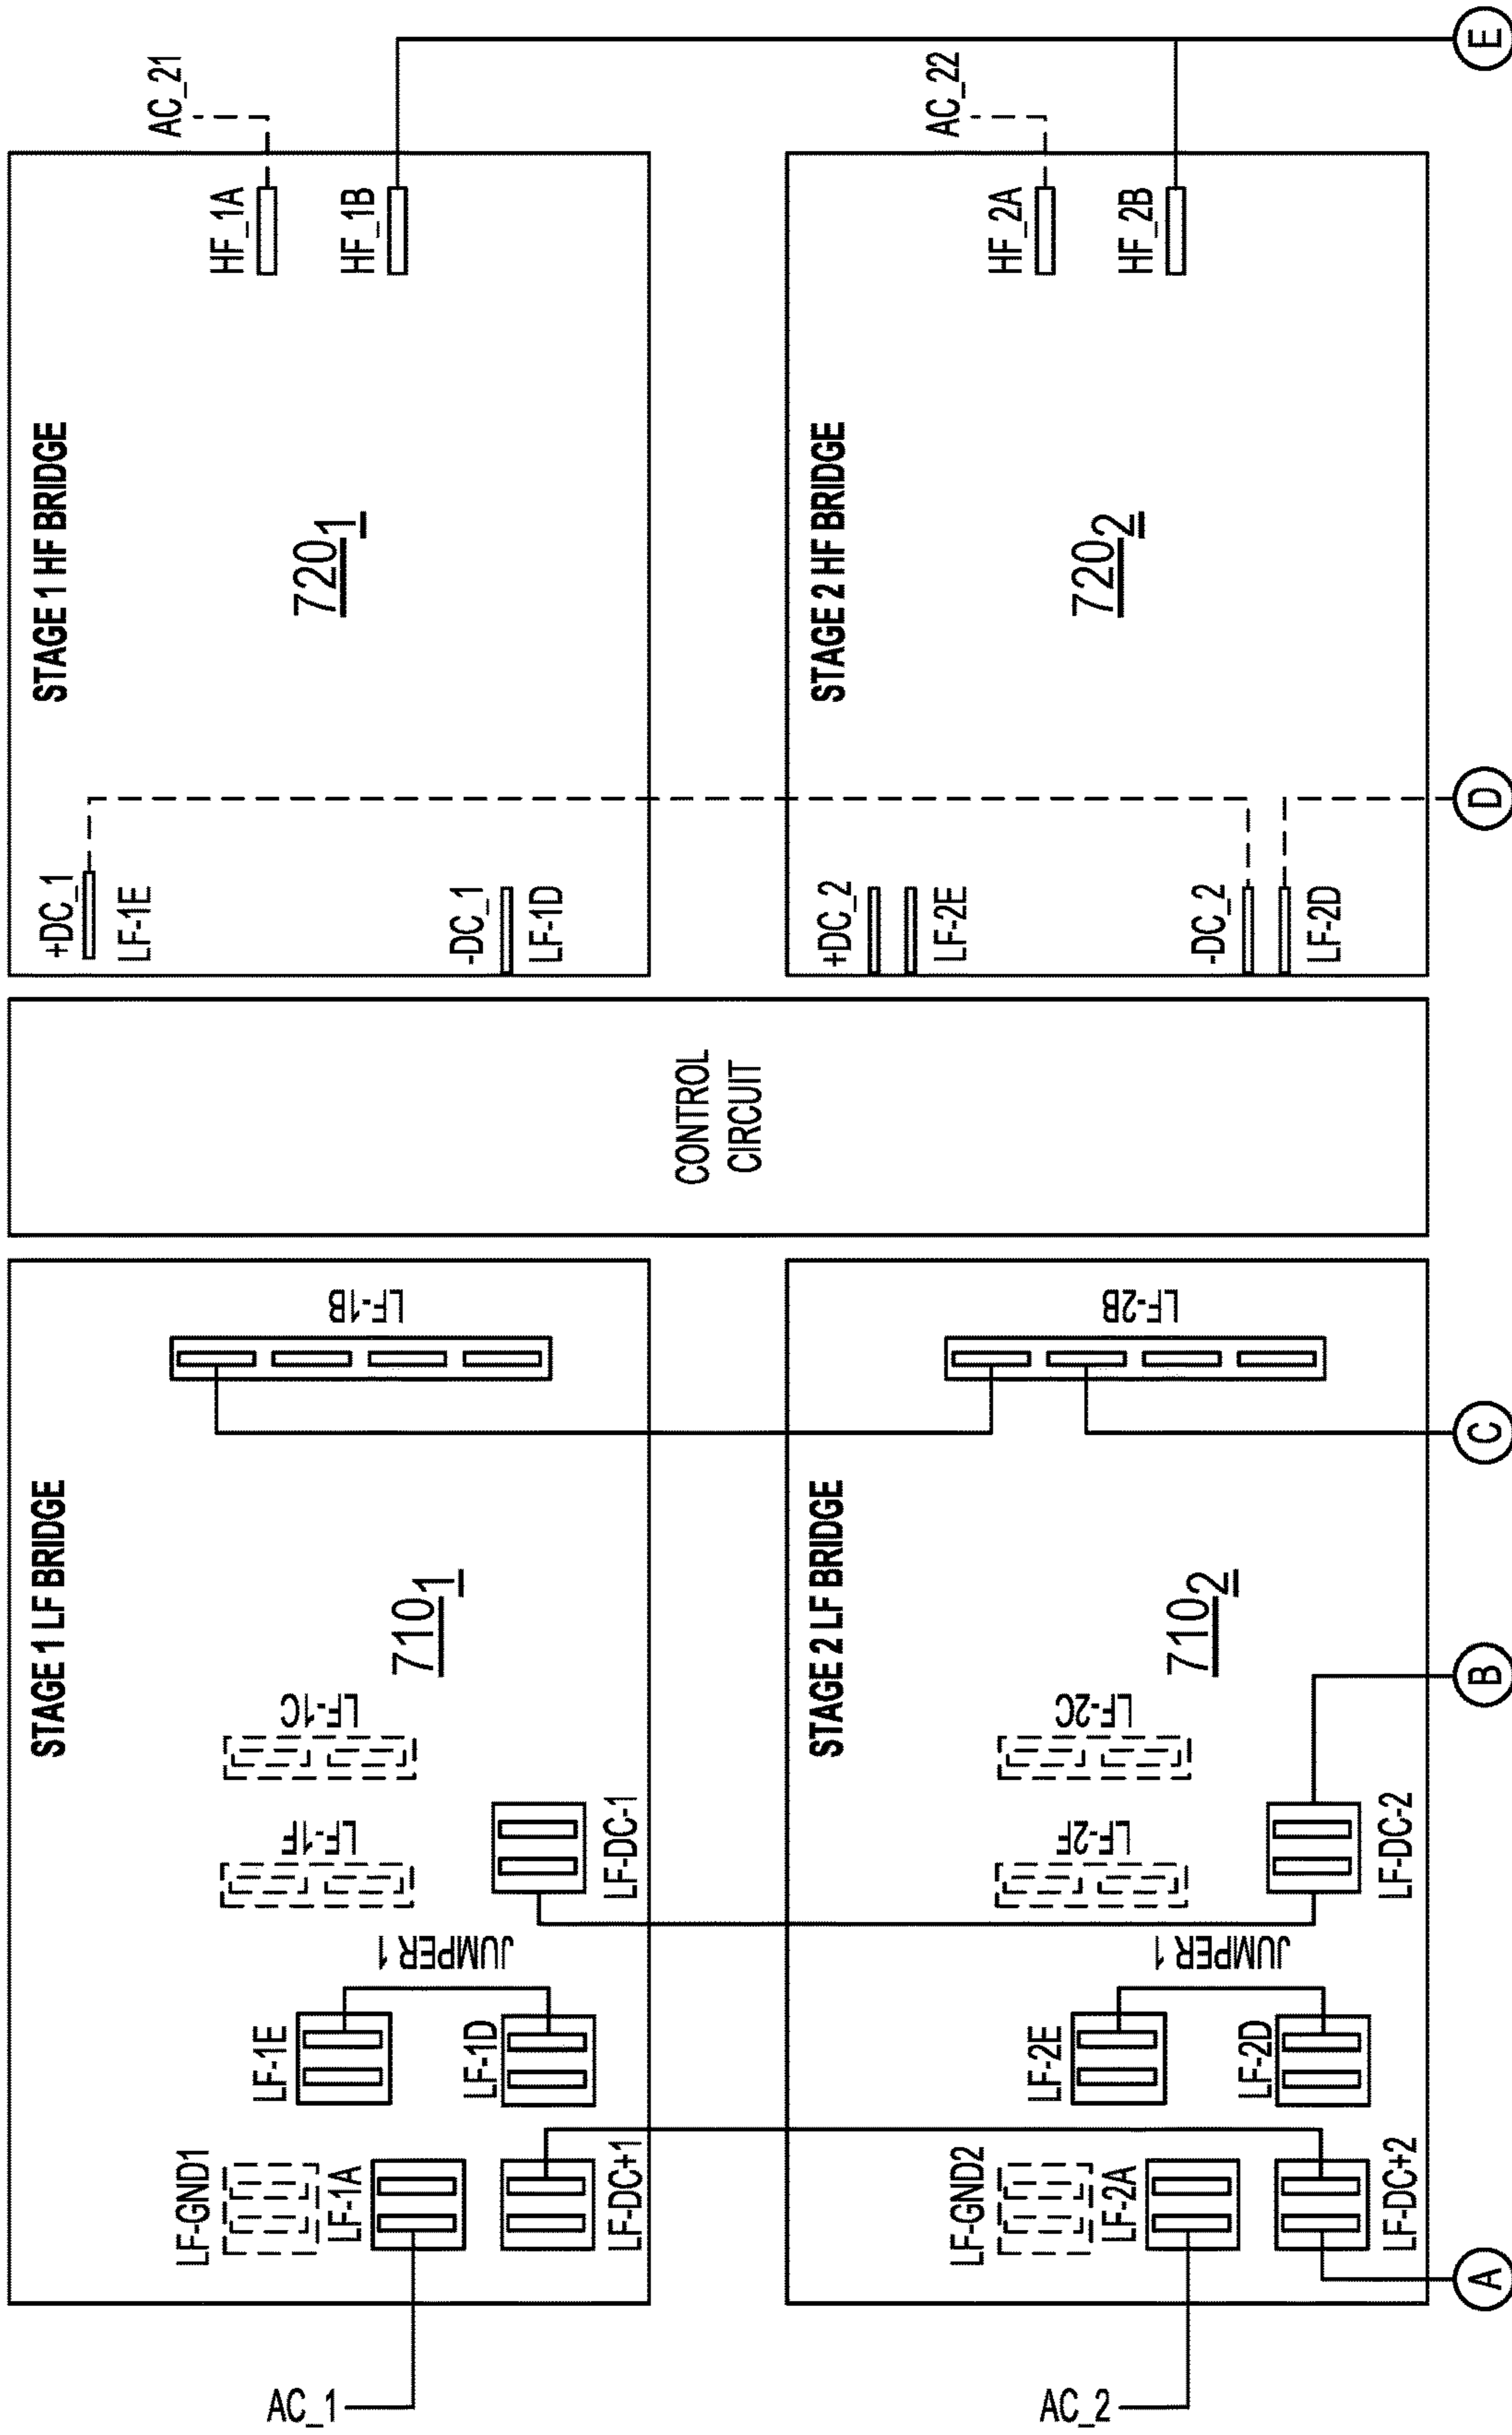 STAGE 1 LF BRIDGE
710₁
AC_1
LF-GND1
LF-1A
LF-DC+1
LF-1E
LF-1D
JUMPER 1
LF-1F
LF-1C
LF-DC-1
LF-1B
STAGE 2 LF BRIDGE
710₂
AC_2
LF-GND2
LF-2A
LF-DC+2
LF-2E
LF-2D
JUMPER 1
LF-2F
LF-2C
LF-DC-2
LF-2B
CONTROL
CIRCUIT
STAGE 1 HF BRIDGE
720₁
+DC_1
LF-1E
-DC_1
LF-1D
HF_1A
HF_1B
AC_21
STAGE 2 HF BRIDGE
720₂
+DC_2
LF-2E
-DC_2
LF-2D
HF_2A
HF_2B
AC_22
A
B
C
D
E